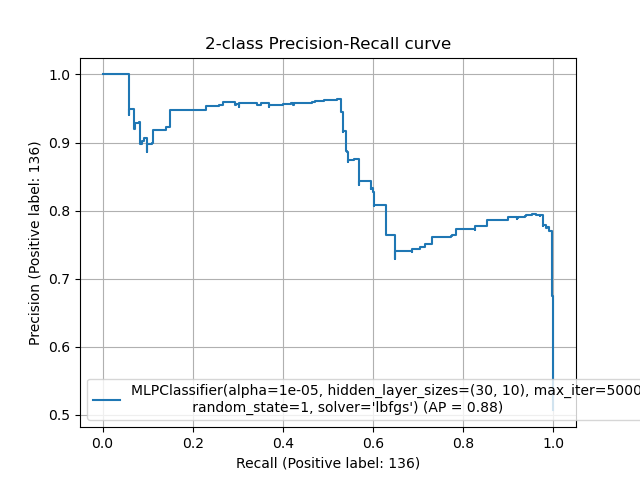 2-class Precision-Recall curve
1.0
0.9
0.8
0.7
0.6
0.5
Precision (Positive label: 136)
MLPClassifier(alpha=1e-05, hidden_layer_sizes=(30, 10), max_iter=5000
random_state=1, solver='lbfgs') (AP = 0.88)
0.0 0.2 0.4 0.6 0.8 1.0
Recall (Positive label: 136)